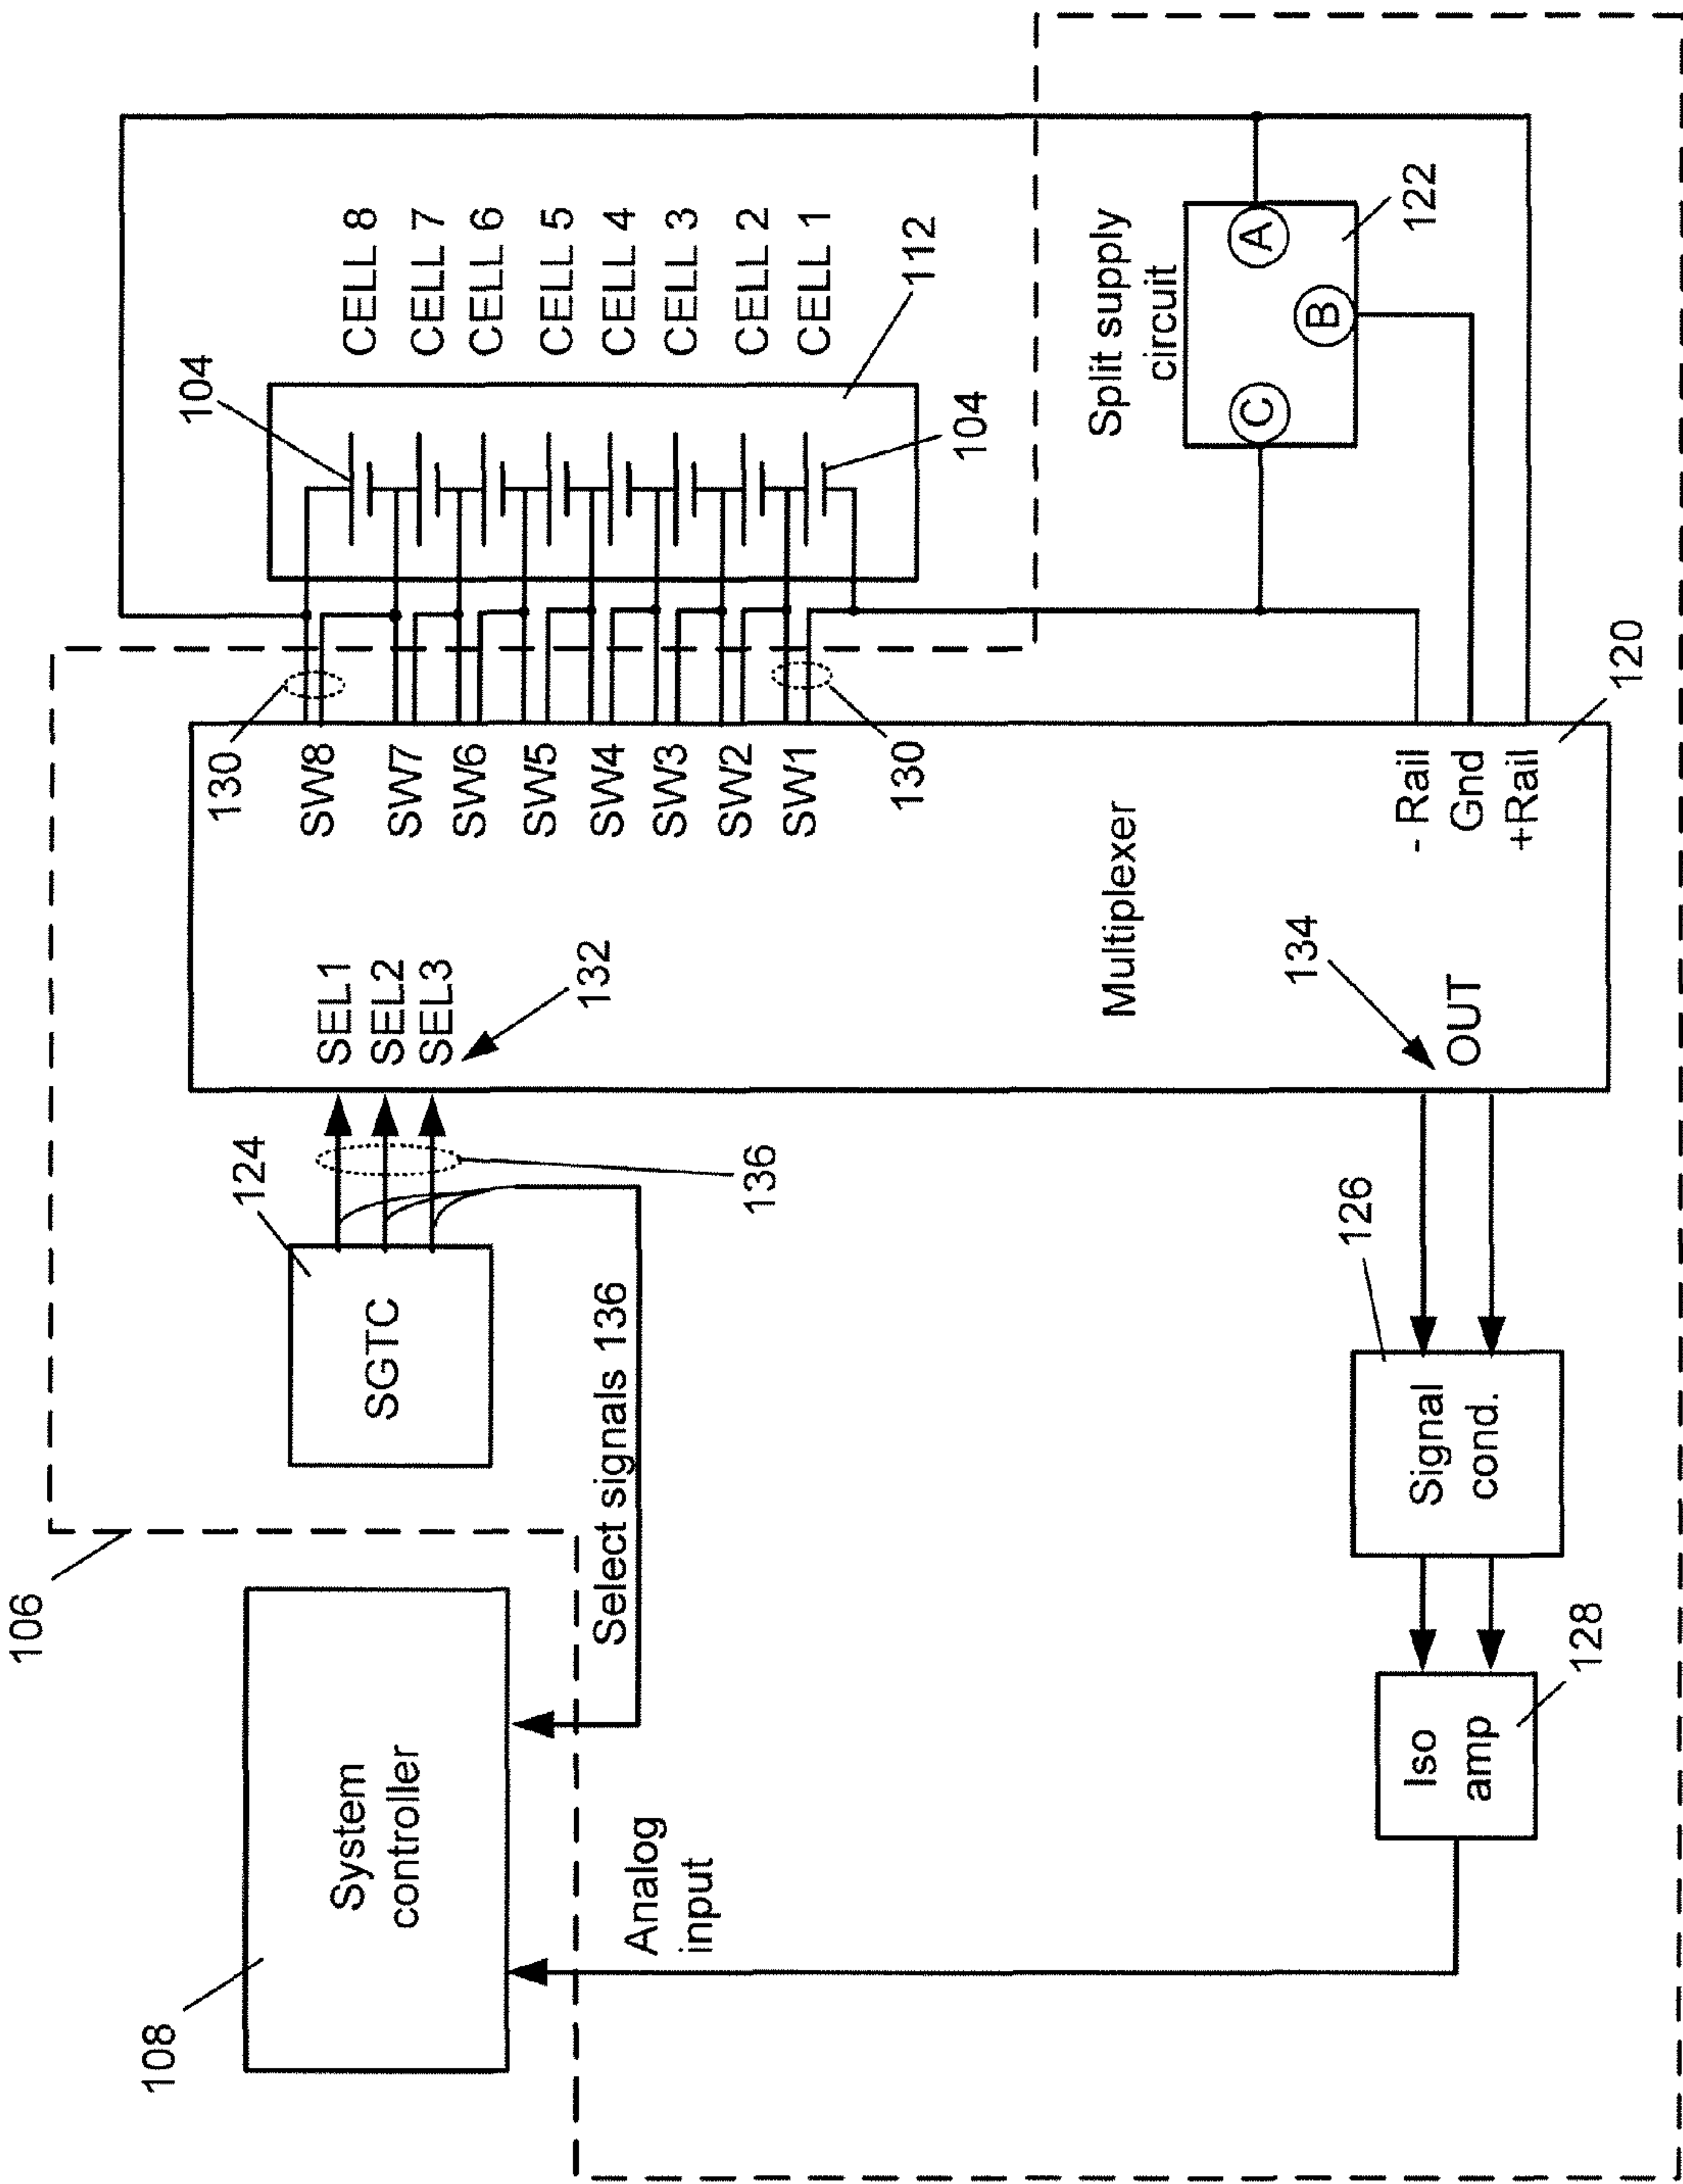 106
108
System
controller
Analog
input
Select signals 136
SGTC
124
136
SEL1
SEL2
SEL3
132
130
SW8
SW7
SW6
SW5
SW4
SW3
SW2
SW1
130
104
CELL 8
CELL 7
CELL 6
CELL 5
CELL 4
CELL 3
CELL 2
CELL 1
104
112
Multiplexer
134
OUT
- Rail
Gnd
+Rail
120
Split supply
circuit
A
B
C
122
126
Signal
cond.
128
Iso
amp